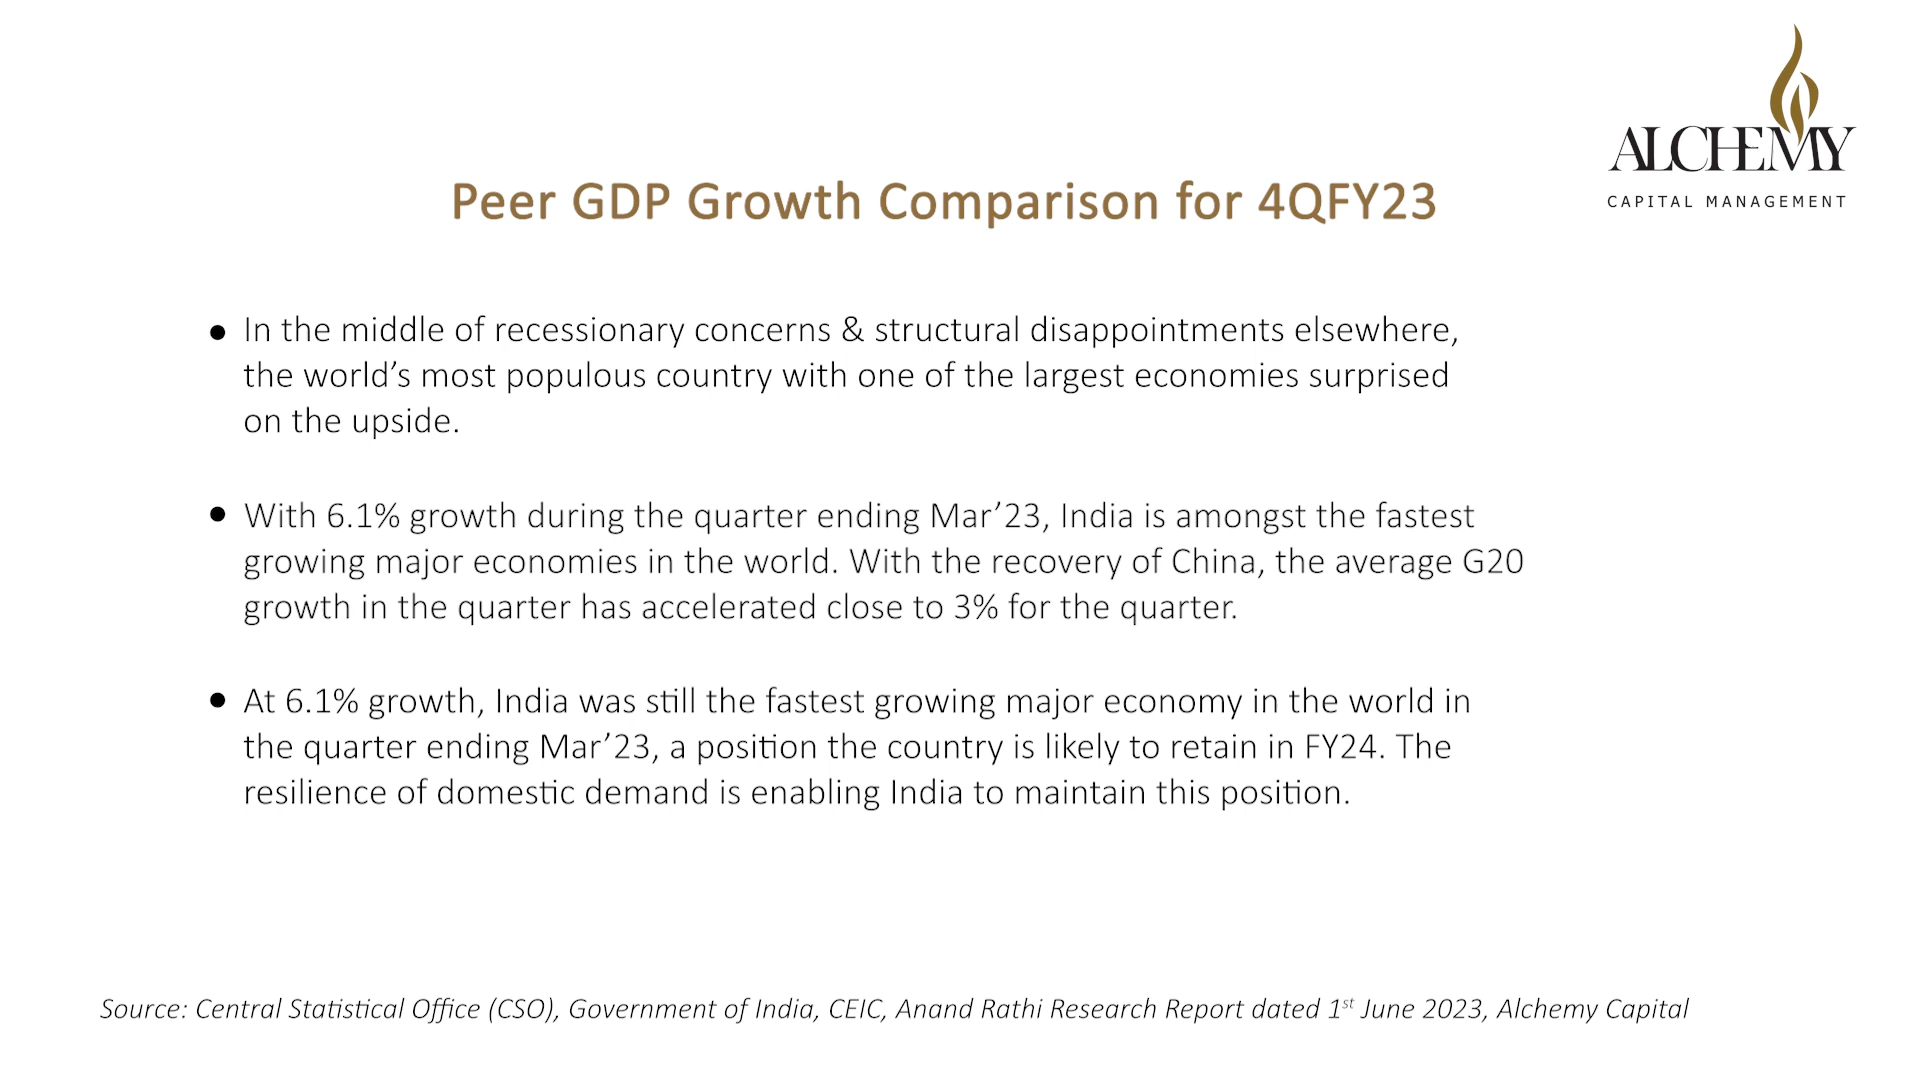 ALCHEMY
CAPITAL MANAGEMENT
Peer GDP Growth Comparison for 4QFY23
● In the middle of recessionary concerns & structural disappointments elsewhere,
the world’s most populous country with one of the largest economies surprised
on the upside.
● With 6.1% growth during the quarter ending Mar’23, India is amongst the fastest
growing major economies in the world. With the recovery of China, the average G20
growth in the quarter has accelerated close to 3% for the quarter.
● At 6.1% growth, India was still the fastest growing major economy in the world in
the quarter ending Mar’23, a position the country is likely to retain in FY24. The
resilience of domestic demand is enabling India to maintain this position.
Source: Central Statistical Office (CSO), Government of India, CEIC, Anand Rathi Research Report dated 1st June 2023, Alchemy Capital